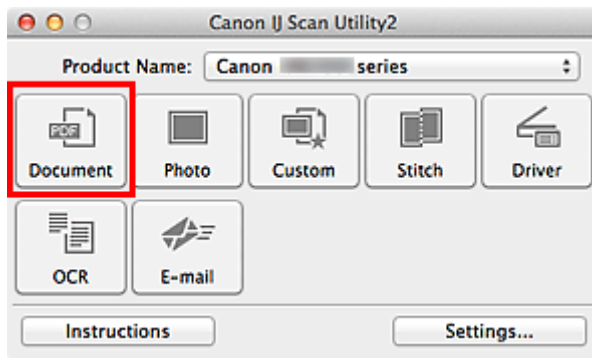 Canon IJ Scan Utility2
Product Name: Canon series
PDF
Document Photo Custom Stitch Driver
OCR E-mail
Instructions Settings...